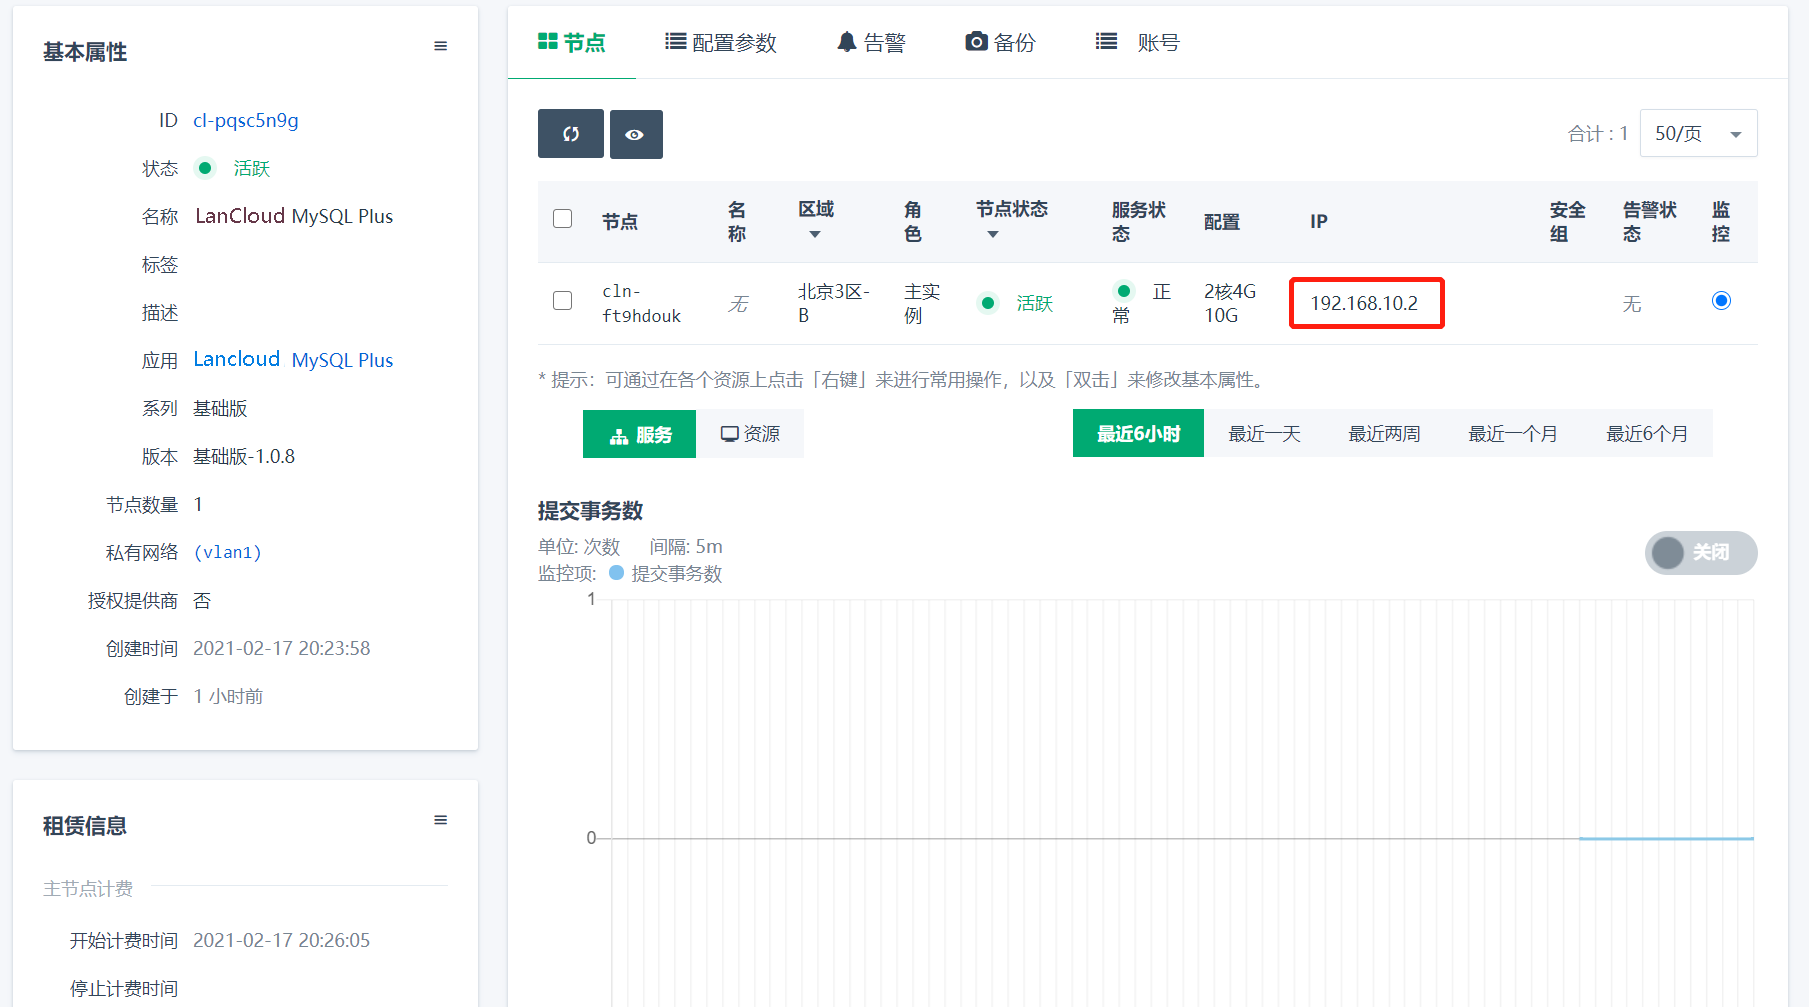 基本属性
ID cl-pqsc5n9g
状态 活跃
名称 LanCloud MySQL Plus
标签
描述
应用 Lancloud MySQL Plus
系列 基础版
版本 基础版-1.0.8
节点数量 1
私有网络 (vlan1)
授权提供商 否
创建时间 2021-02-17 20:23:58
创建于 1 小时前
租赁信息
主节点计费
开始计费时间 2021-02-17 20:26:05
停止计费时间
节点 配置参数 告警 备份 账号
合计 : 1 50/页
节点 名称 区域 角色 节点状态 服务状态 配置 IP 安全组 告警状态 监控
cln-ft9hdouk 无 北京3区-B 主实例 活跃 正常 2核4G 10G 192.168.10.2 无
* 提示：可通过在各个资源上点击「右键」来进行常用操作，以及「双击」来修改基本属性。
服务 资源 最近6小时 最近一天 最近两周 最近一个月 最近6个月
提交事务数
单位: 次数 间隔: 5m
监控项: 提交事务数
关闭
1
0